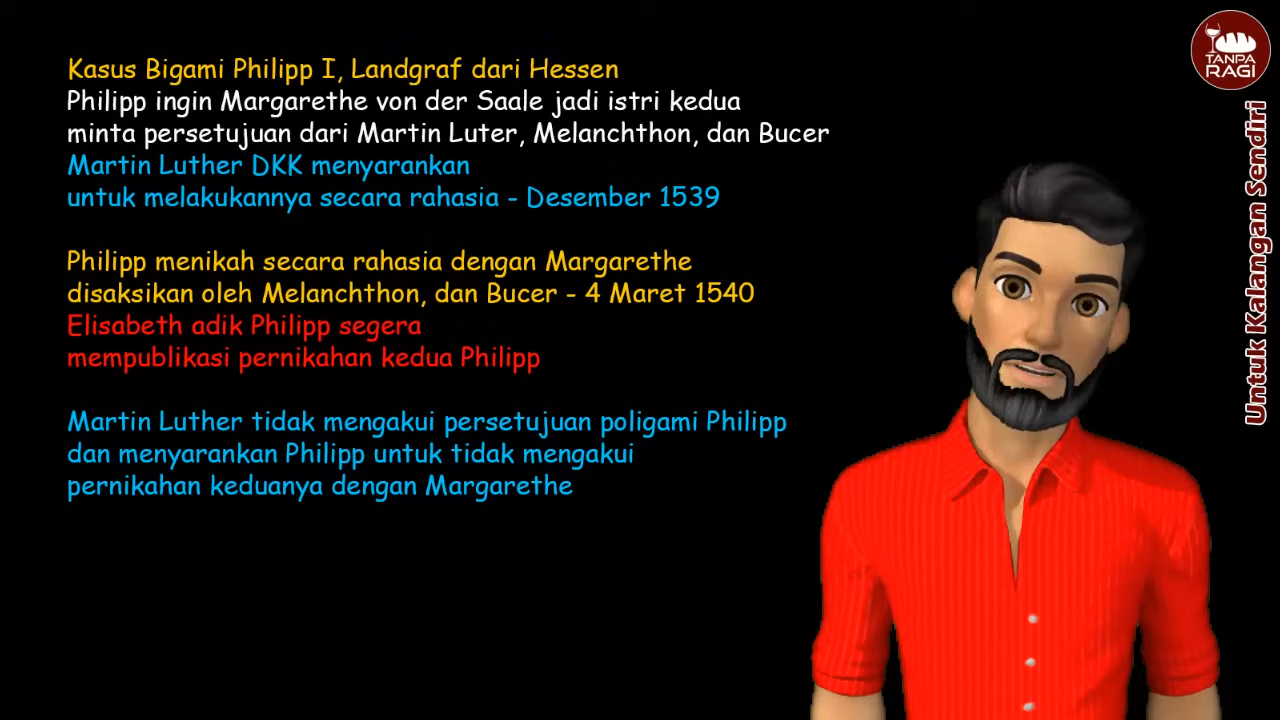 Kasus Bigami Philipp I, Landgraf dari Hessen
Philipp ingin Margarethe von der Saale jadi istri kedua
minta persetujuan dari Martin Luter, Melanchthon, dan Bucer
Martin Luther DKK menyarankan
untuk melakukannya secara rahasia - Desember 1539
Philipp menikah secara rahasia dengan Margarethe
disaksikan oleh Melanchthon, dan Bucer - 4 Maret 1540
Elisabeth adik Philipp segera
mempublikasi pernikahan kedua Philipp
Martin Luther tidak mengakui persetujuan poligami Philipp
dan menyarankan Philipp untuk tidak mengakui
pernikahan keduanya dengan Margarethe
TANPA
RAGI
Untuk Kalangan Sendiri